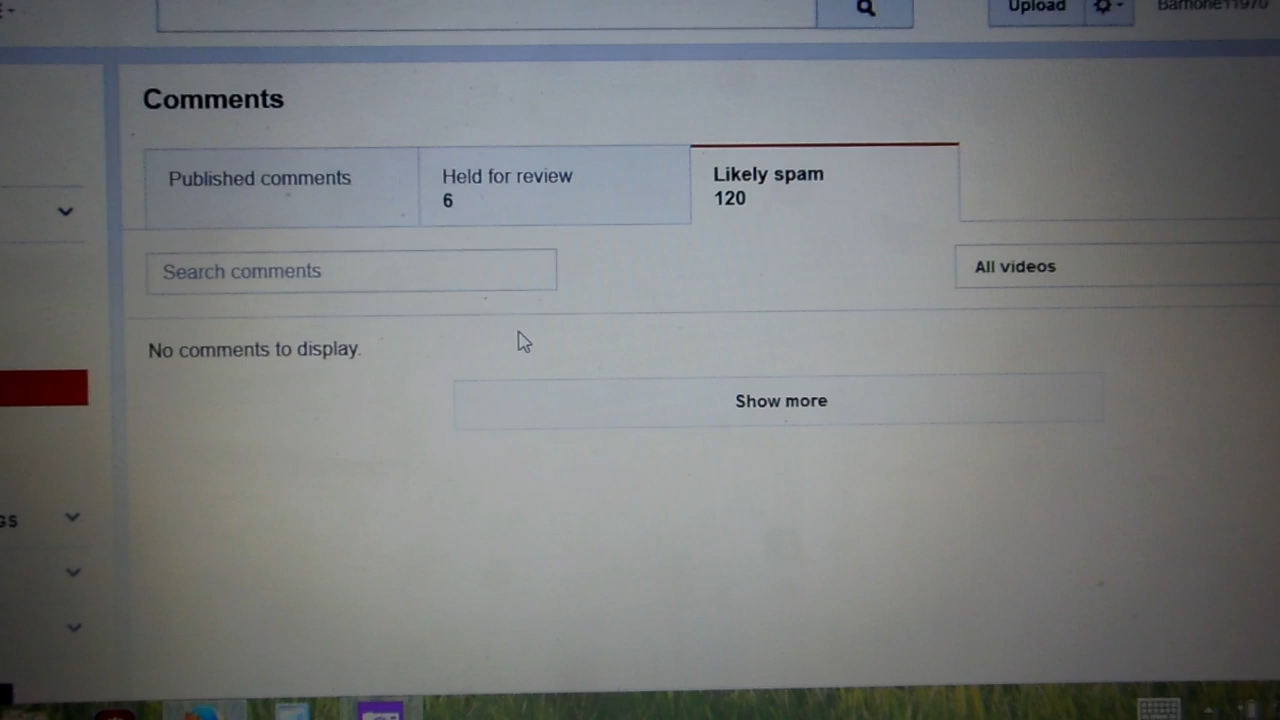 Upload
Comments
Published comments
Held for review
6
Likely spam
120
Search comments
All videos
No comments to display.
Show more